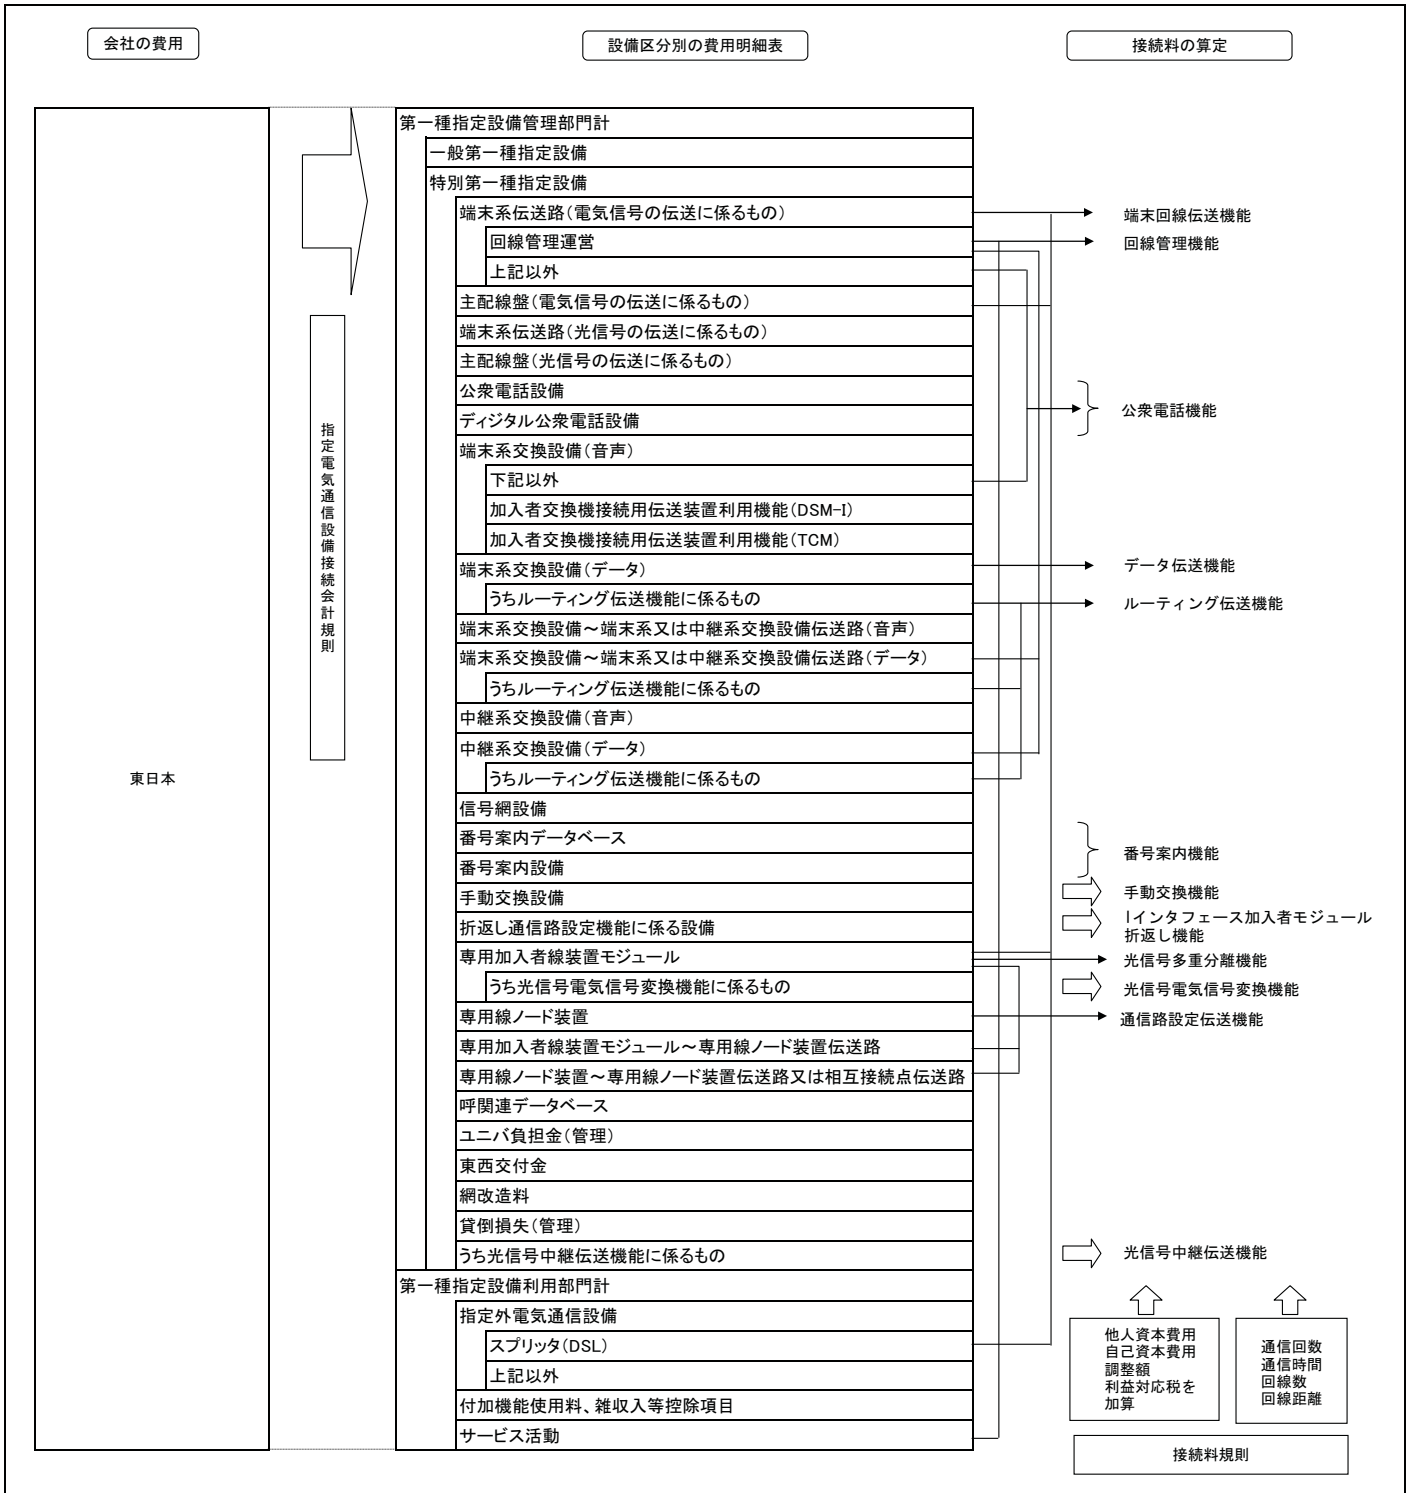 会社の費用
設備区分別の費用明細表
接続料の算定
東日本
指定電気通信設備接続会計規則
第一種指定設備管理部門計
一般第一種指定設備
特別第一種指定設備
端末系伝送路（電気信号の伝送に係るもの）
回線管理運営
上記以外
主配線盤（電気信号の伝送に係るもの）
端末系伝送路（光信号の伝送に係るもの）
主配線盤（光信号の伝送に係るもの）
公衆電話設備
ディジタル公衆電話設備
端末系交換設備（音声）
下記以外
加入者交換機接続用伝送装置利用機能（DSM-I）
加入者交換機接続用伝送装置利用機能（TCM）
端末系交換設備（データ）
うちルーティング伝送機能に係るもの
端末系交換設備～端末系又は中継系交換設備伝送路（音声）
端末系交換設備～端末系又は中継系交換設備伝送路（データ）
うちルーティング伝送機能に係るもの
中継系交換設備（音声）
中継系交換設備（データ）
うちルーティング伝送機能に係るもの
信号網設備
番号案内データベース
番号案内設備
手動交換設備
折返し通信路設定機能に係る設備
専用加入者線装置モジュール
うち光信号電気信号変換機能に係るもの
専用線ノード装置
専用加入者線装置モジュール～専用線ノード装置伝送路
専用線ノード装置～専用線ノード装置伝送路又は相互接続点伝送路
呼関連データベース
ユニバ負担金（管理）
東西交付金
網改造料
貸倒損失（管理）
うち光信号中継伝送機能に係るもの
第一種指定設備利用部門計
指定外電気通信設備
スプリッタ（DSL）
上記以外
付加機能使用料、雑収入等控除項目
サービス活動
端末回線伝送機能
回線管理機能
公衆電話機能
データ伝送機能
ルーティング伝送機能
番号案内機能
手動交換機能
Iインタフェース加入者モジュール
折返し機能
光信号多重分離機能
光信号電気信号変換機能
通信路設定伝送機能
光信号中継伝送機能
他人資本費用
自己資本費用
調整額
利益対応税を
加算
通信回数
通信時間
回線数
回線距離
接続料規則